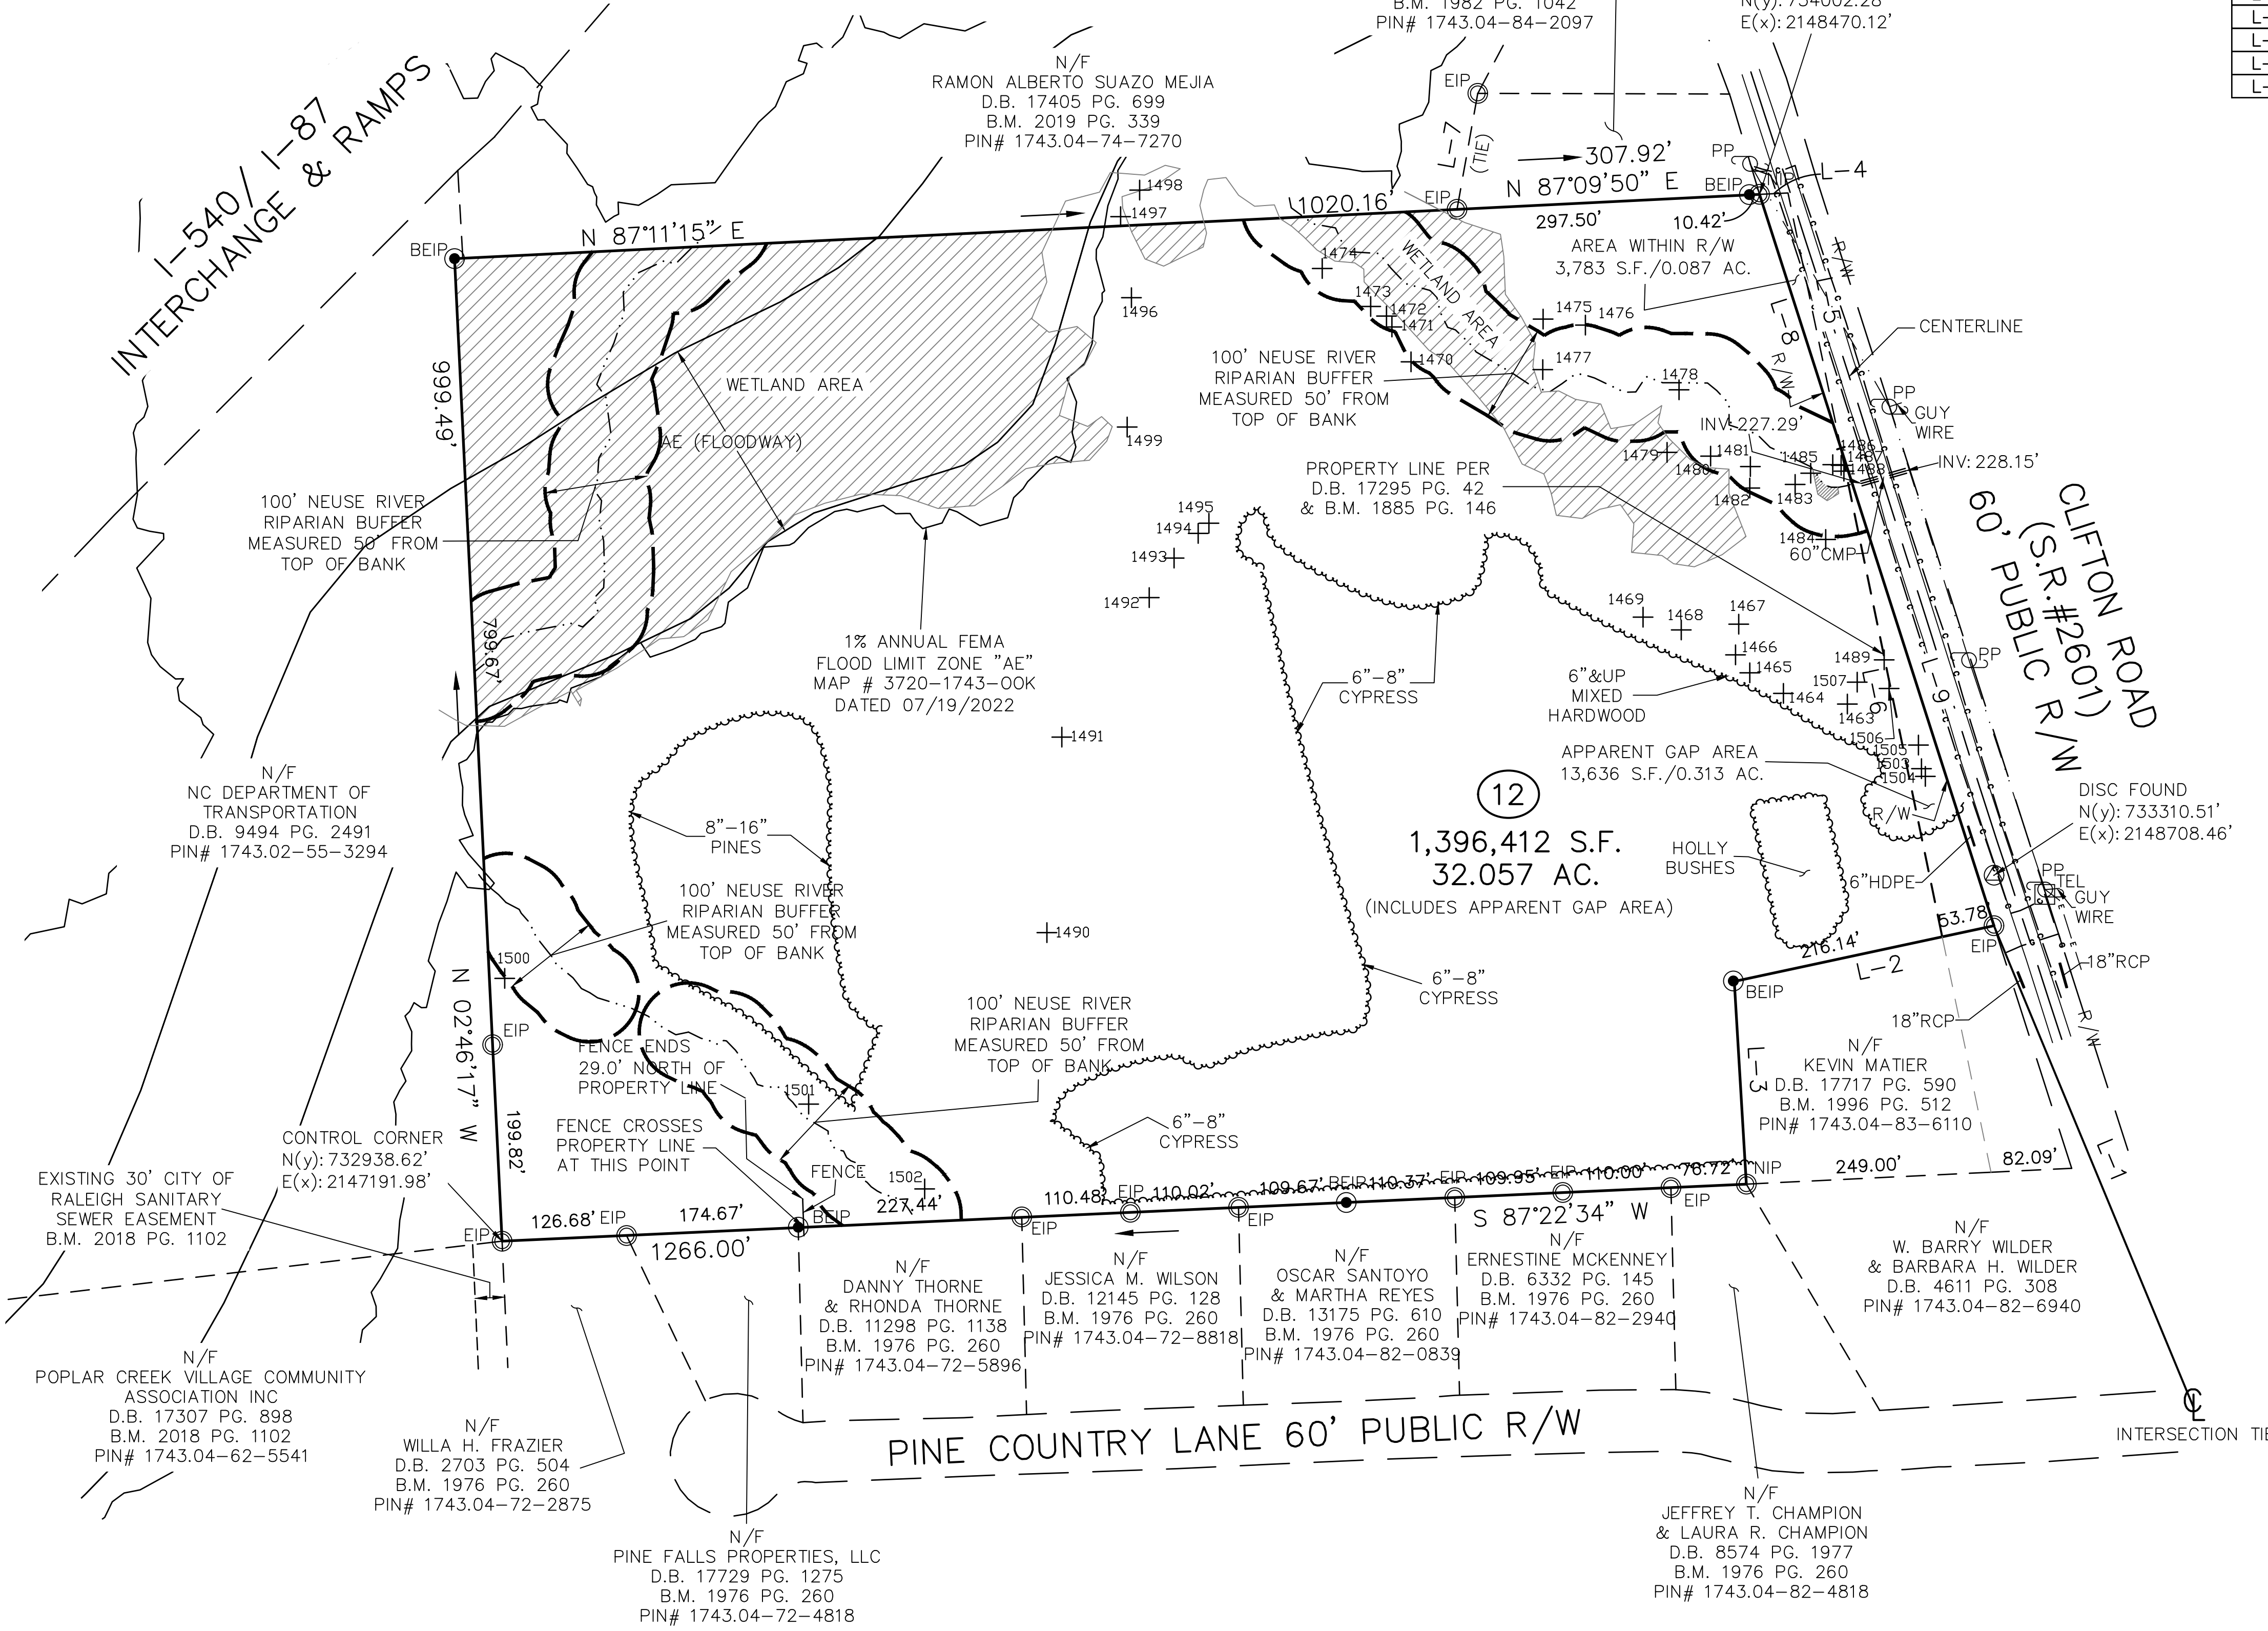 B.M. 1982 PG. 1042
PIN# 1743.04-84-2097
N(y): 734002.28'
E(x): 2148470.12'
L-
L-
L-
L-
I-540/ I-87
INTERCHANGE & RAMPS
N/F
RAMON ALBERTO SUAZO MEJIA
D.B. 17405 PG. 699
B.M. 2019 PG. 339
PIN# 1743.04-74-7270
EIP
L-7
(TIE)
307.92'
N 87°09'50" E
PP
BEIP
EIP
L-4
EIP
1020.16'
297.50'
10.42'
AREA WITHIN R/W
3,783 S.F./0.087 AC.
BEIP
N 87°11'15" E
1498
1497
1496
1499
WETLAND AREA
AE (FLOODWAY)
WETLAND AREA
1474
1473
1472
1471
1470
1475
1476
1477
1478
R/W
L-5
L-8
R/W
CENTERLINE
PP
GUY
WIRE
100' NEUSE RIVER
RIPARIAN BUFFER
MEASURED 50' FROM
TOP OF BANK
INV: 227.29'
INV: 228.15'
1479
1480
1481
1482
1483
1484
1485
1486
1487
1488
60"CMP
PROPERTY LINE PER
D.B. 17295 PG. 42
& B.M. 1885 PG. 146
999.49'
799.67'
100' NEUSE RIVER
RIPARIAN BUFFER
MEASURED 50' FROM
TOP OF BANK
1495
1494
1493
1492
CLIFTON ROAD
(S.R.#2601)
60' PUBLIC R/W
1% ANNUAL FEMA
FLOOD LIMIT ZONE "AE"
MAP # 3720-1743-00K
DATED 07/19/2022
6"-8"
CYPRESS
6"&UP
MIXED
HARDWOOD
1469
1468
1467
1466
1465
1464
1489
1507
L-6
1463
1506
1505
1503
1504
L-9
PP
1491
APPARENT GAP AREA
13,636 S.F./0.313 AC.
R/W
DISC FOUND
N(y): 733310.51'
E(x): 2148708.46'
N/F
NC DEPARTMENT OF
TRANSPORTATION
D.B. 9494 PG. 2491
PIN# 1743.02-55-3294
8"-16"
PINES
12
1,396,412 S.F.
32.057 AC.
(INCLUDES APPARENT GAP AREA)
HOLLY
BUSHES
6"HDPE
PP
TEL
GUY
WIRE
100' NEUSE RIVER
RIPARIAN BUFFER
MEASURED 50' FROM
TOP OF BANK
1490
53.78'
EIP
216.14'
L-2
BEIP
18"RCP
18"RCP
R/W
1500
EIP
N 02°46'17" W
199.82'
6"-8"
CYPRESS
100' NEUSE RIVER
RIPARIAN BUFFER
MEASURED 50' FROM
TOP OF BANK
FENCE ENDS
29.0' NORTH OF
PROPERTY LINE
1501
N/F
KEVIN MATIER
D.B. 17717 PG. 590
B.M. 1996 PG. 512
PIN# 1743.04-83-6110
L-3
L-1
CONTROL CORNER
N(y): 732938.62'
E(x): 2147191.98'
FENCE CROSSES
PROPERTY LINE
AT THIS POINT
FENCE
1502
6"-8"
CYPRESS
EXISTING 30' CITY OF
RALEIGH SANITARY
SEWER EASEMENT
B.M. 2018 PG. 1102
EIP
126.68'
EIP
174.67'
BEIP
227.44'
EIP
110.48'
EIP
110.02'
EIP
109.67'
BEIP
110.37'
EIP
109.95'
EIP
110.00'
EIP
76.72'
NIP
249.00'
82.09'
1266.00'
S 87°22'34" W
N/F
DANNY THORNE
& RHONDA THORNE
D.B. 11298 PG. 1138
B.M. 1976 PG. 260
PIN# 1743.04-72-5896
N/F
JESSICA M. WILSON
D.B. 12145 PG. 128
B.M. 1976 PG. 260
PIN# 1743.04-72-8818
N/F
OSCAR SANTOYO
& MARTHA REYES
D.B. 13175 PG. 610
B.M. 1976 PG. 260
PIN# 1743.04-82-0839
N/F
ERNESTINE MCKENNEY
D.B. 6332 PG. 145
B.M. 1976 PG. 260
PIN# 1743.04-82-2940
N/F
W. BARRY WILDER
& BARBARA H. WILDER
D.B. 4611 PG. 308
PIN# 1743.04-82-6940
N/F
POPLAR CREEK VILLAGE COMMUNITY
ASSOCIATION INC
D.B. 17307 PG. 898
B.M. 2018 PG. 1102
PIN# 1743.04-62-5541
N/F
WILLA H. FRAZIER
D.B. 2703 PG. 504
B.M. 1976 PG. 260
PIN# 1743.04-72-2875
PINE COUNTRY LANE 60' PUBLIC R/W
CL
INTERSECTION TIE
N/F
PINE FALLS PROPERTIES, LLC
D.B. 17729 PG. 1275
B.M. 1976 PG. 260
PIN# 1743.04-72-4818
N/F
JEFFREY T. CHAMPION
& LAURA R. CHAMPION
D.B. 8574 PG. 1977
B.M. 1976 PG. 260
PIN# 1743.04-82-4818